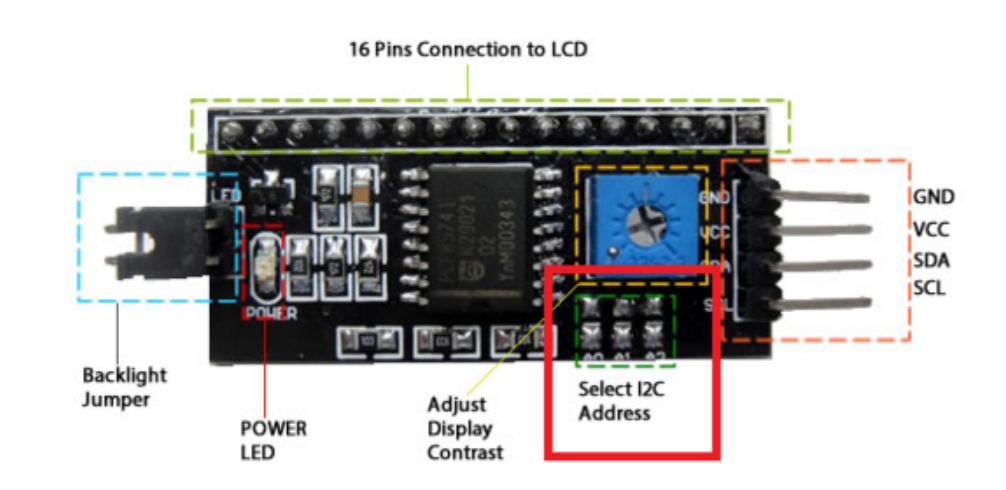 16 Pins Connection to LCD
LED
GND
VCC
SDA
SCL
GND
VCC
SDA
POWER
103
A0 A1 A2
Backlight
Jumper
POWER
LED
Adjust
Display
Contrast
Select I2C
Address